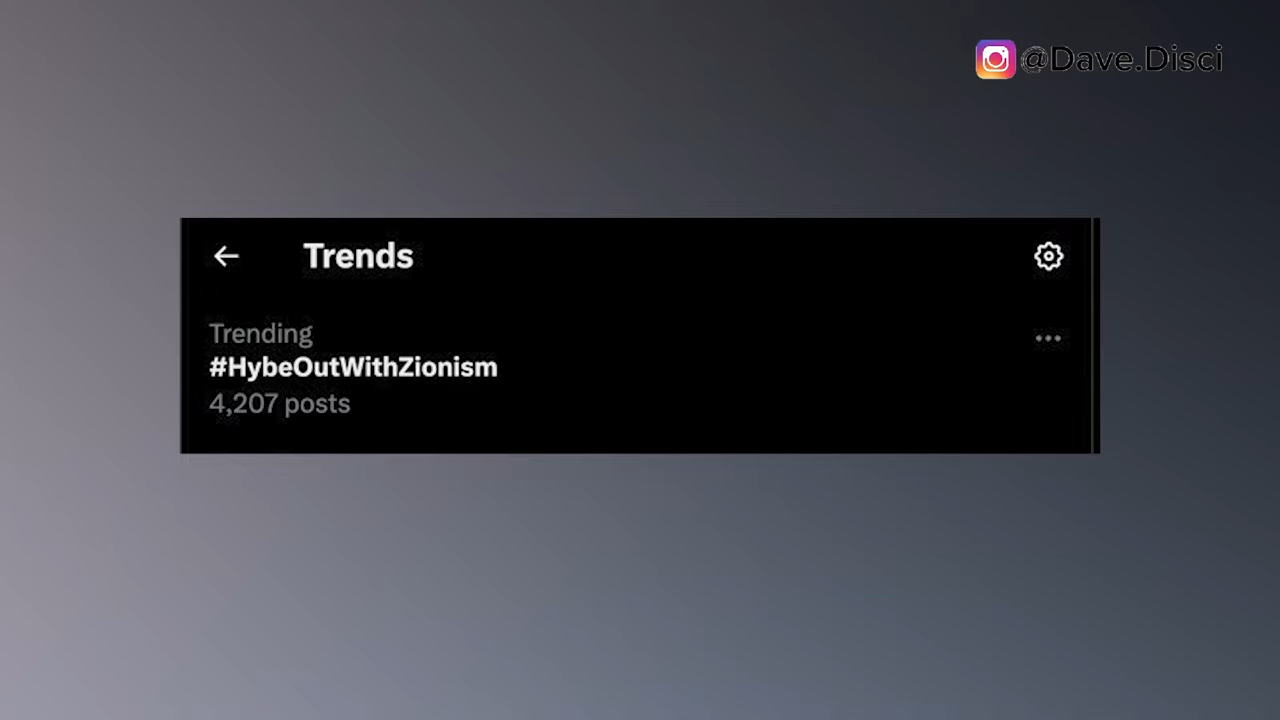 @Dave.Disci
Trends
Trending
#HybeOutWithZionism
4,207 posts